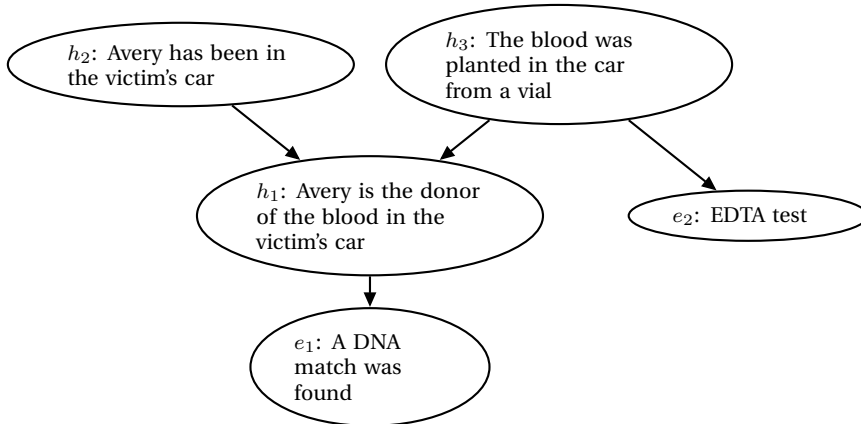 h₂: Avery has been in
the victim's car
h₃: The blood was
planted in the car
from a vial
h₁: Avery is the donor
of the blood in the
victim's car
e₂: EDTA test
e₁: A DNA
match was
found